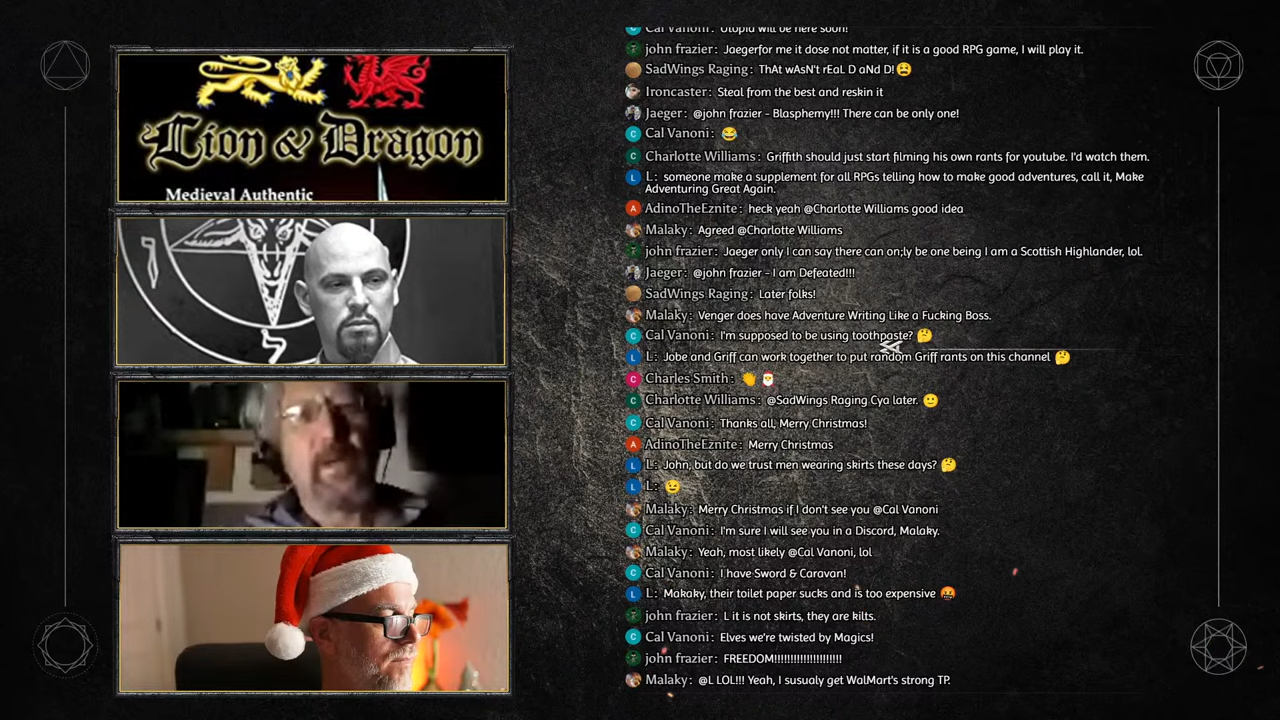 Lion & Dragon
Medieval Authentic
Cal Vanoni: Utopia will be here soon!
john frazier: Jaegerfor me it dose not matter, if it is a good RPG game, I will play it.
SadWings Raging: ThAt wAsN't rEaL D aNd D!😫
Ironcaster: Steal from the best and reskin it
Jaeger: @john frazier - Blasphemy!!! There can be only one!
C Cal Vanoni: 😂
C Charlotte Williams: Griffith should just start filming his own rants for youtube. I'd watch them.
L L: someone make a supplement for all RPGs telling how to make good adventures, call it, Make
Adventuring Great Again.
A AdinoTheEznite: heck yeah @Charlotte Williams good idea
Malaky: Agreed @Charlotte Williams
john frazier: Jaeger only I can say there can on;ly be one being I am a Scottish Highlander, lol.
Jaeger: @john frazier - I am Defeated!!!
SadWings Raging: Later folks!
Malaky: Venger does have Adventure Writing Like a Fucking Boss.
C Cal Vanoni: I'm supposed to be using toothpaste? 🤔
L L: Jobe and Griff can work together to put random Griff rants on this channel 🤔
C Charles Smith: 👋🎅
C Charlotte Williams: @SadWings Raging Cya later. 🙂
C Cal Vanoni: Thanks all, Merry Christmas!
A AdinoTheEznite: Merry Christmas
L L: John, but do we trust men wearing skirts these days? 🤔
L L: 😉
Malaky: Merry Christmas if I don't see you @Cal Vanoni
C Cal Vanoni: I'm sure I will see you in a Discord, Malaky.
Malaky: Yeah, most likely @Cal Vanoni, lol
C Cal Vanoni: I have Sword & Caravan!
L L: Makaky, their toilet paper sucks and is too expensive 🤬
john frazier: L it is not skirts, they are kilts.
C Cal Vanoni: Elves we're twisted by Magics!
john frazier: FREEDOM!!!!!!!!!!!!!!!!!!!!!
Malaky: @L LOL!!! Yeah, I susualy get WalMart's strong TP.